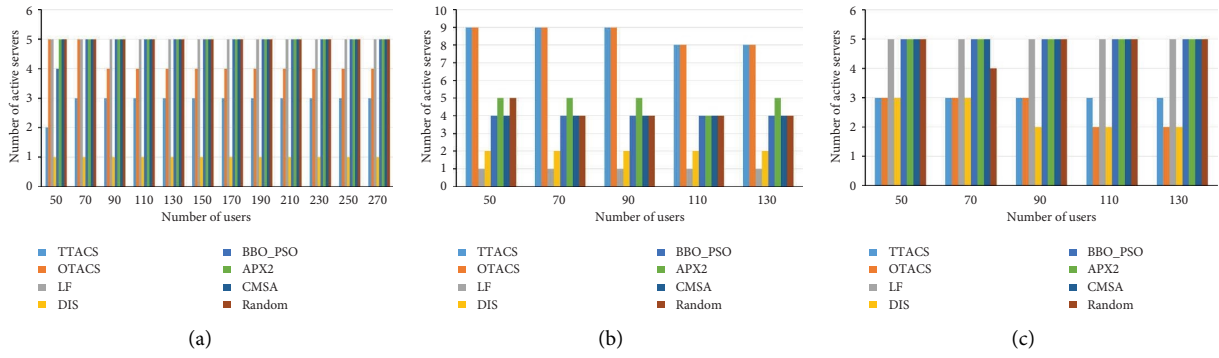 6
5
4
3
2
1
0
Number of active servers
50 70 90 110 130 150 170 190 210 230 250 270
Number of users
TTACS
OTACS
LF
DIS
BBO_PSO
APX2
CMSA
Random
(a)
10
9
8
7
6
5
4
3
2
1
0
Number of active servers
50 70 90 110 130
Number of users
TTACS
OTACS
LF
DIS
BBO_PSO
APX2
CMSA
Random
(b)
6
5
4
3
2
1
0
Number of active servers
50 70 90 110 130
Number of users
TTACS
OTACS
LF
DIS
BBO_PSO
APX2
CMSA
Random
(c)